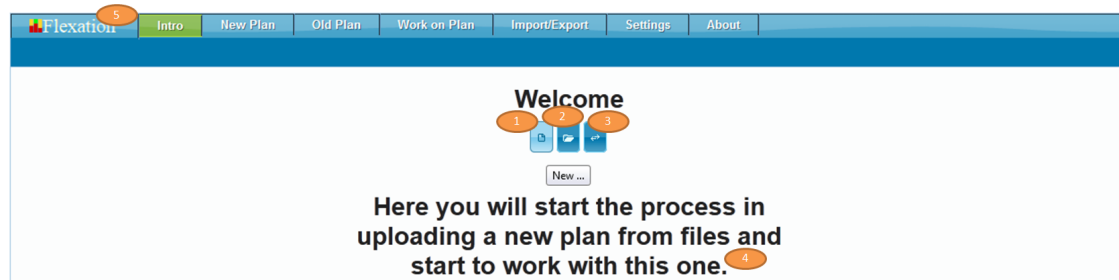 Flexation 5 Intro New Plan Old Plan Work on Plan Import/Export Settings About
Welcome
1 2 3
New ...
Here you will start the process in
uploading a new plan from files and
start to work with this one. 4